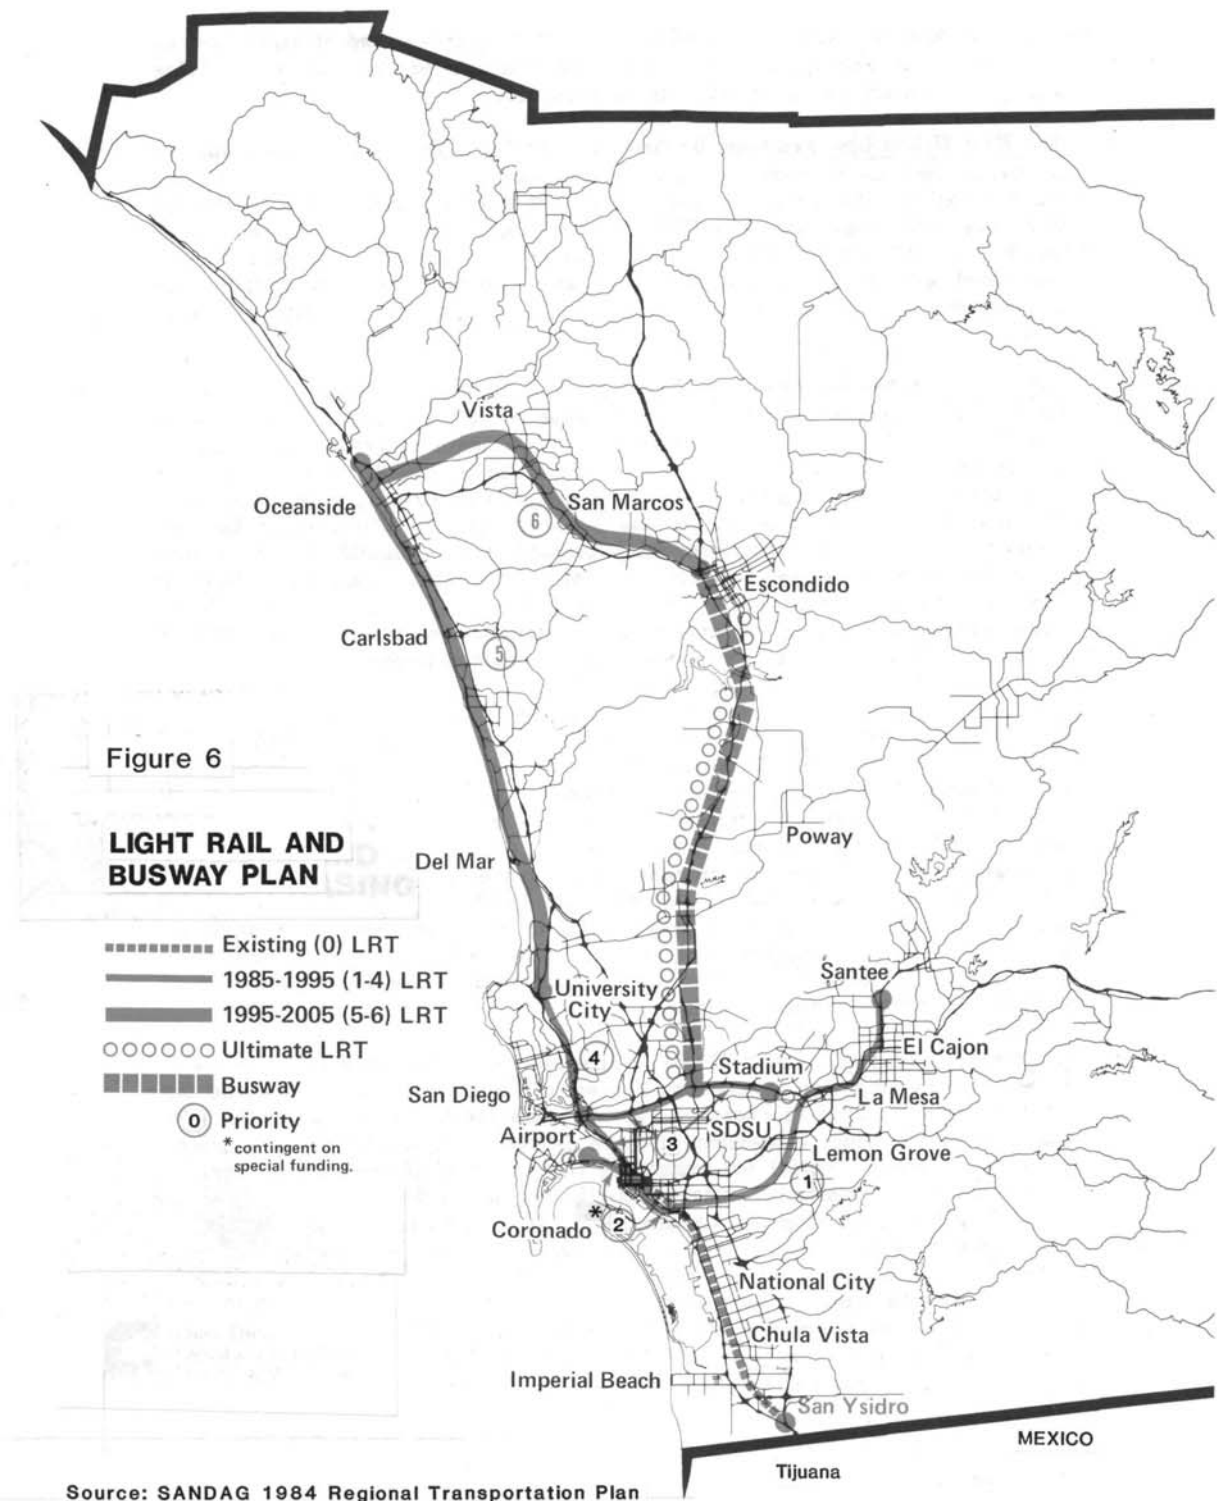 Vista
Oceanside
San Marcos
6
Escondido
Carlsbad
5
Figure 6
LIGHT RAIL AND
BUSWAY PLAN
Poway
Del Mar
Existing (0) LRT
1985-1995 (1-4) LRT
1995-2005 (5-6) LRT
Ultimate LRT
Busway
0 Priority
*contingent on
special funding.
Santee
University
City
El Cajon
4
Stadium
San Diego
La Mesa
Airport
3
SDSU
Lemon Grove
1
*
Coronado
2
National City
Chula Vista
Imperial Beach
San Ysidro
MEXICO
Tijuana
Source: SANDAG 1984 Regional Transportation Plan